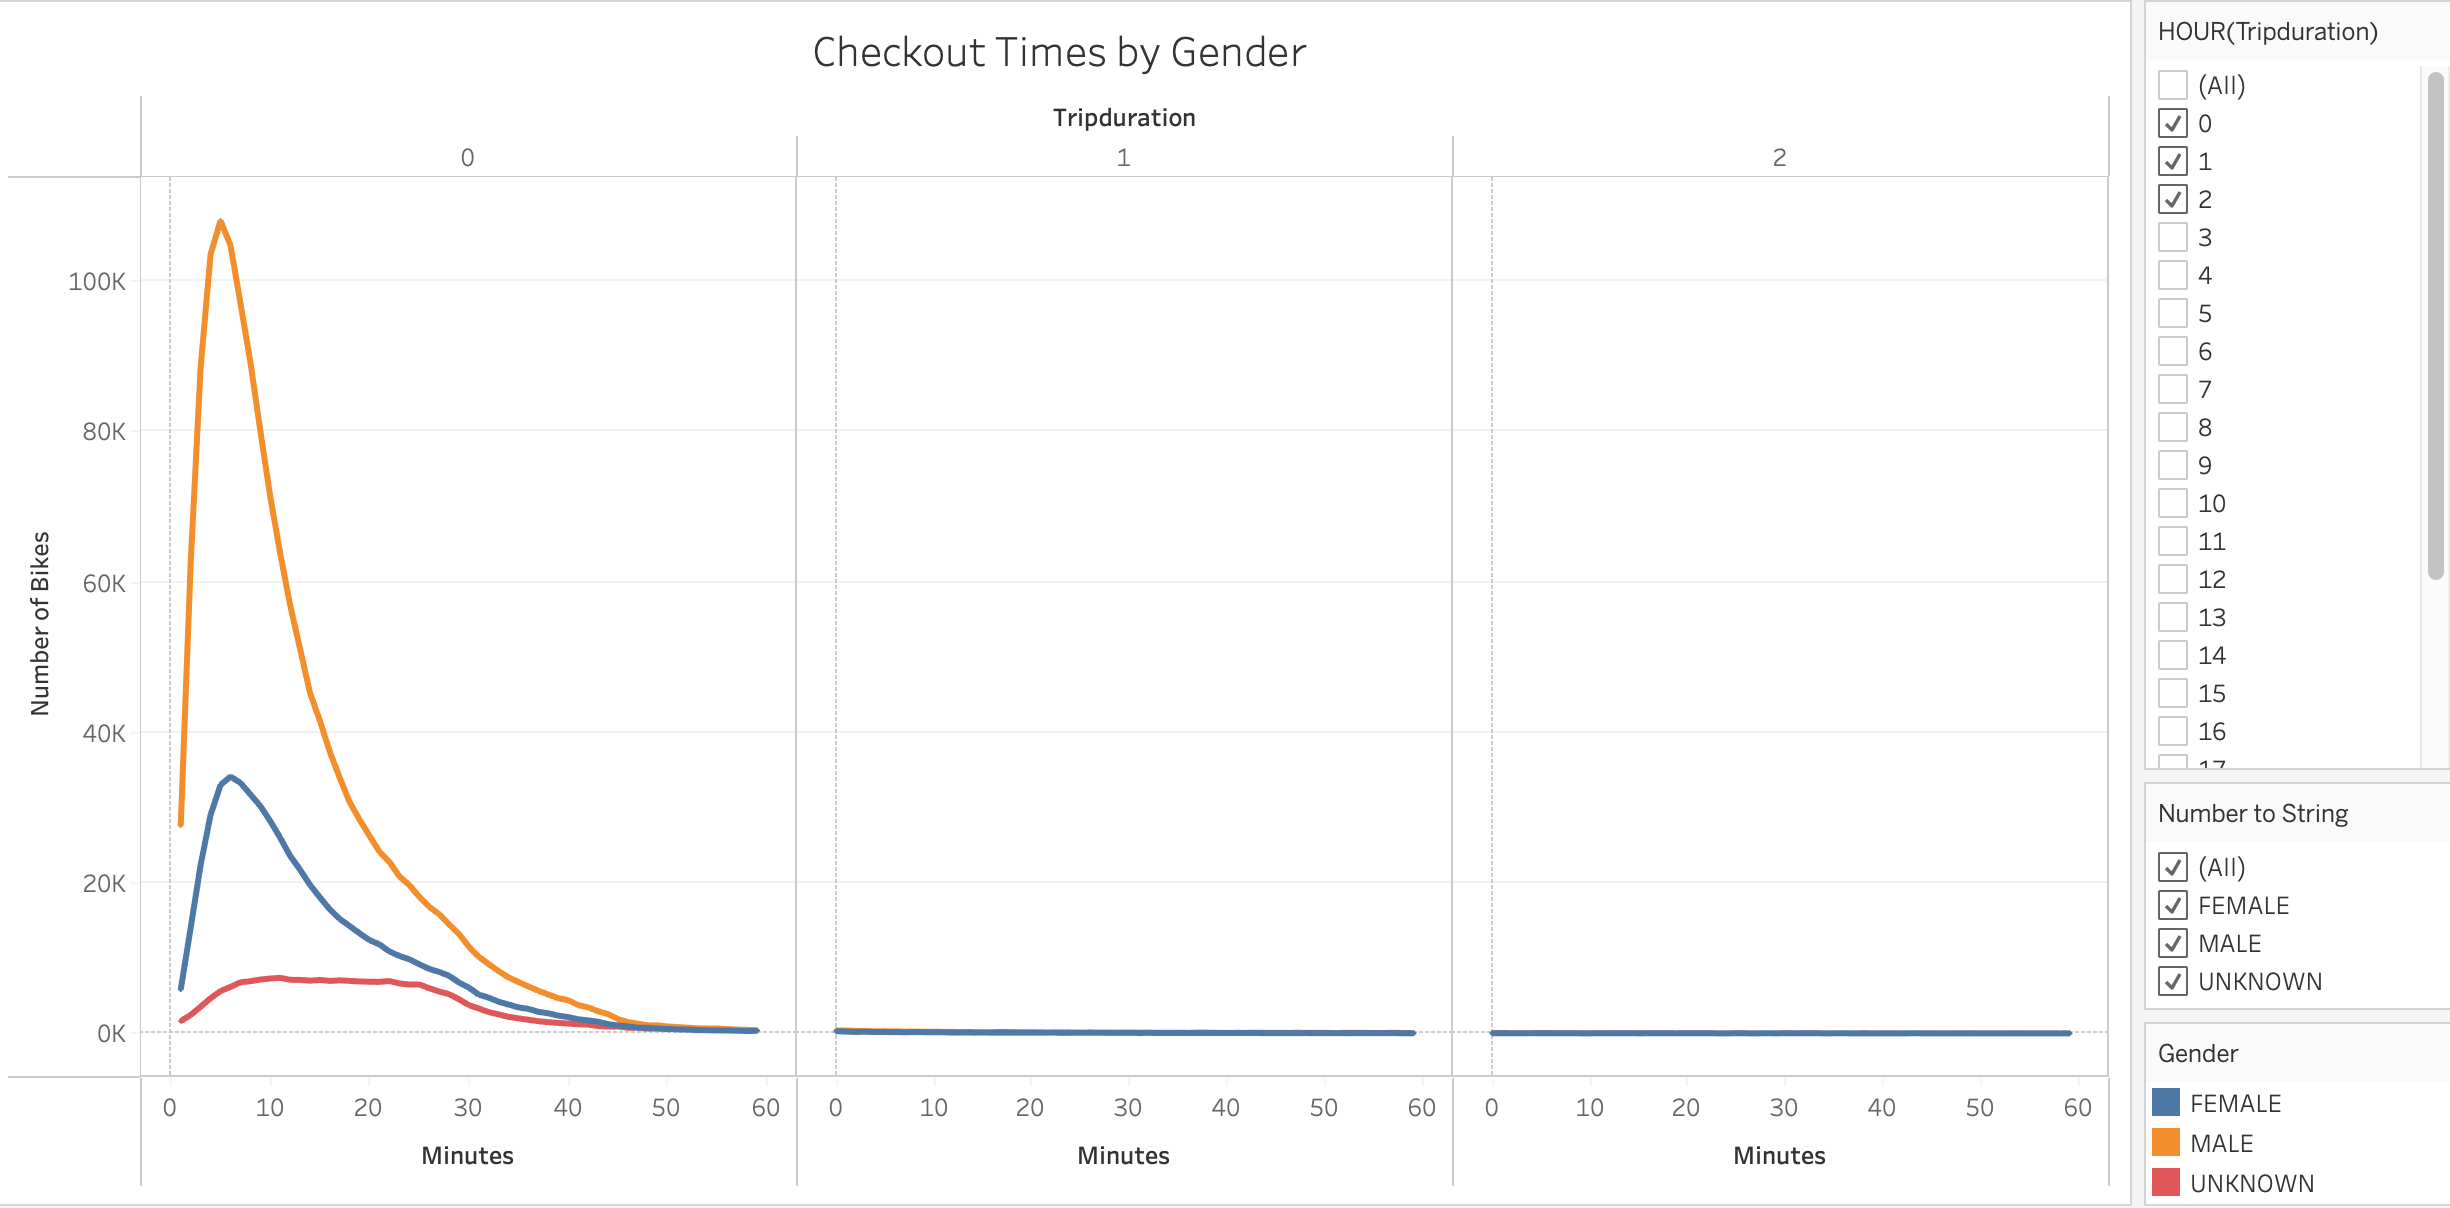 Checkout Times by Gender
Tripduration
0 1 2
Number of Bikes
100K
80K
60K
40K
20K
0K
0 10 20 30 40 50 60 0 10 20 30 40 50 60 0 10 20 30 40 50 60
Minutes Minutes Minutes
HOUR(Tripduration)
(All)
0
1
2
3
4
5
6
7
8
9
10
11
12
13
14
15
16
17
Number to String
(All)
FEMALE
MALE
UNKNOWN
Gender
FEMALE
MALE
UNKNOWN